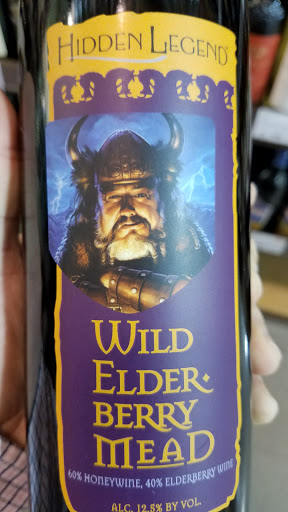 HIDDEN LEGEND®
WILD
ELDER-
BERRY
MEAD
60% HONEYWINE, 40% ELDERBERRY WINE
ALC. 12.5% BY VOL.